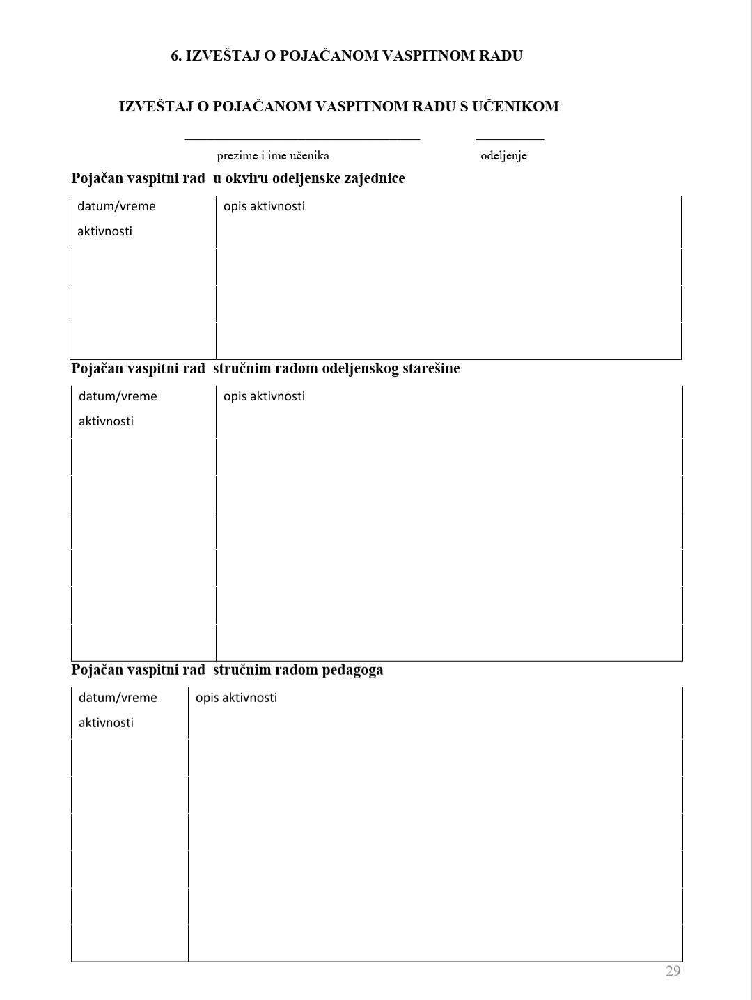 6. IZVEŠTAJ O POJAČANOM VASPITNOM RADU
IZVEŠTAJ O POJAČANOM VASPITNOM RADU S UČENIKOM
prezime i ime učenika odeljenje
Pojačan vaspitni rad u okviru odeljenske zajednice
datum/vreme opis aktivnosti
aktivnosti
Pojačan vaspitni rad stručnim radom odeljenskog starešine
datum/vreme opis aktivnosti
aktivnosti
Pojačan vaspitni rad stručnim radom pedagoga
datum/vreme opis aktivnosti
aktivnosti
29